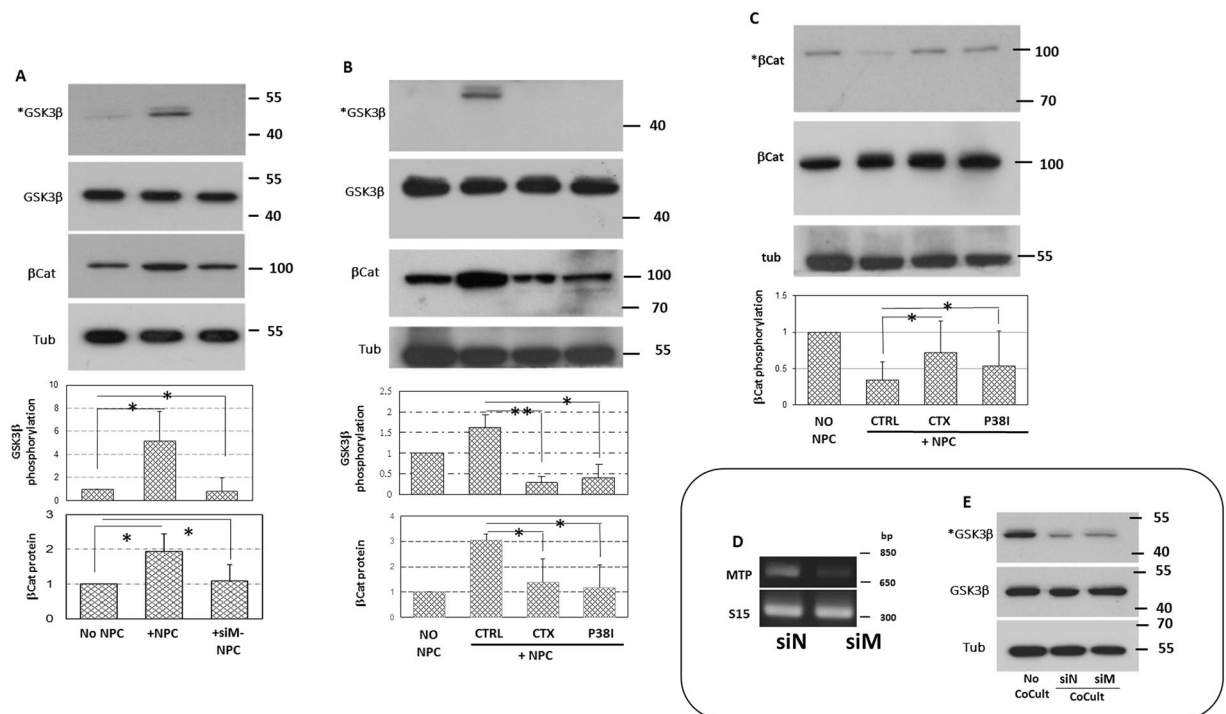 A
*GSK3β
55
40
GSK3β
55
40
βCat
100
Tub
55
GSK3β phosphorylation
10
8
6
4
2
0
*
*
βCat protein
3
2
1
0
*
*
No NPC +NPC +siM-NPC
B
*GSK3β
40
GSK3β
40
βCat
100
70
Tub
55
GSK3β phosphorylation
2.5
2
1.5
1
0.5
0
**
*
βCat protein
4
3
2
1
0
*
*
NO NPC CTRL CTX P38I
+ NPC
C
*βCat
100
70
βCat
100
tub
55
βCat phosphorylation
1.5
1
0.5
0
*
*
NO NPC CTRL CTX P38I
+ NPC
D
bp
MTP
850
650
S15
300
siN siM
E
*GSK3β
55
40
GSK3β
55
40
Tub
70
55
No CoCult siN siM
CoCult